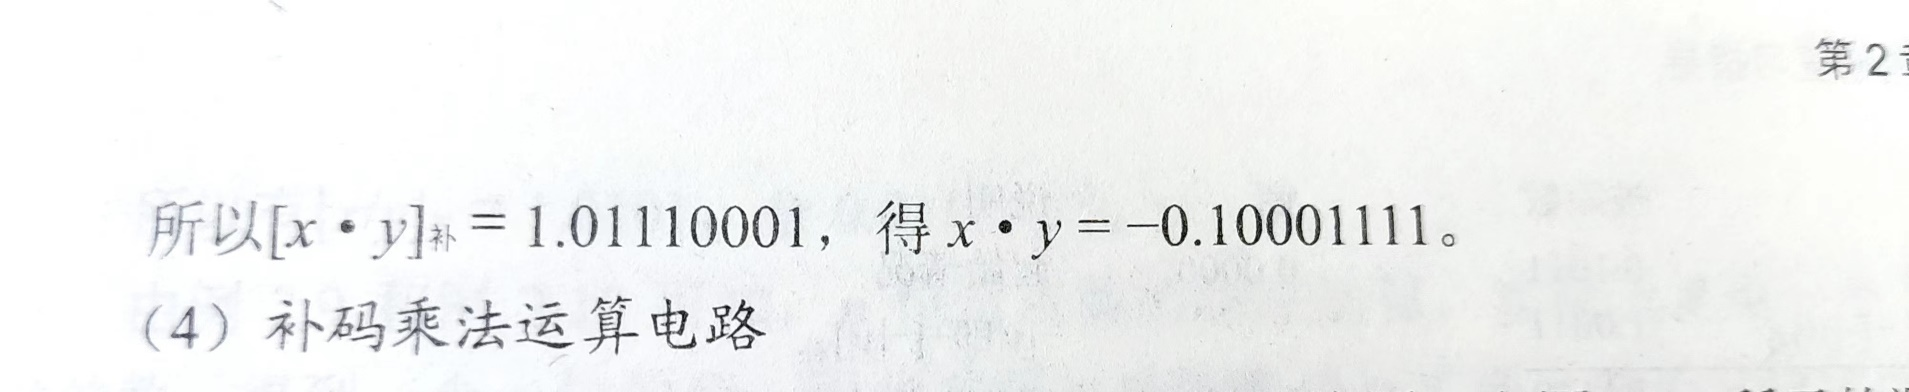 第2
所以[x·y]补 = 1.01110001，得 x·y = −0.10001111。
（4）补码乘法运算电路